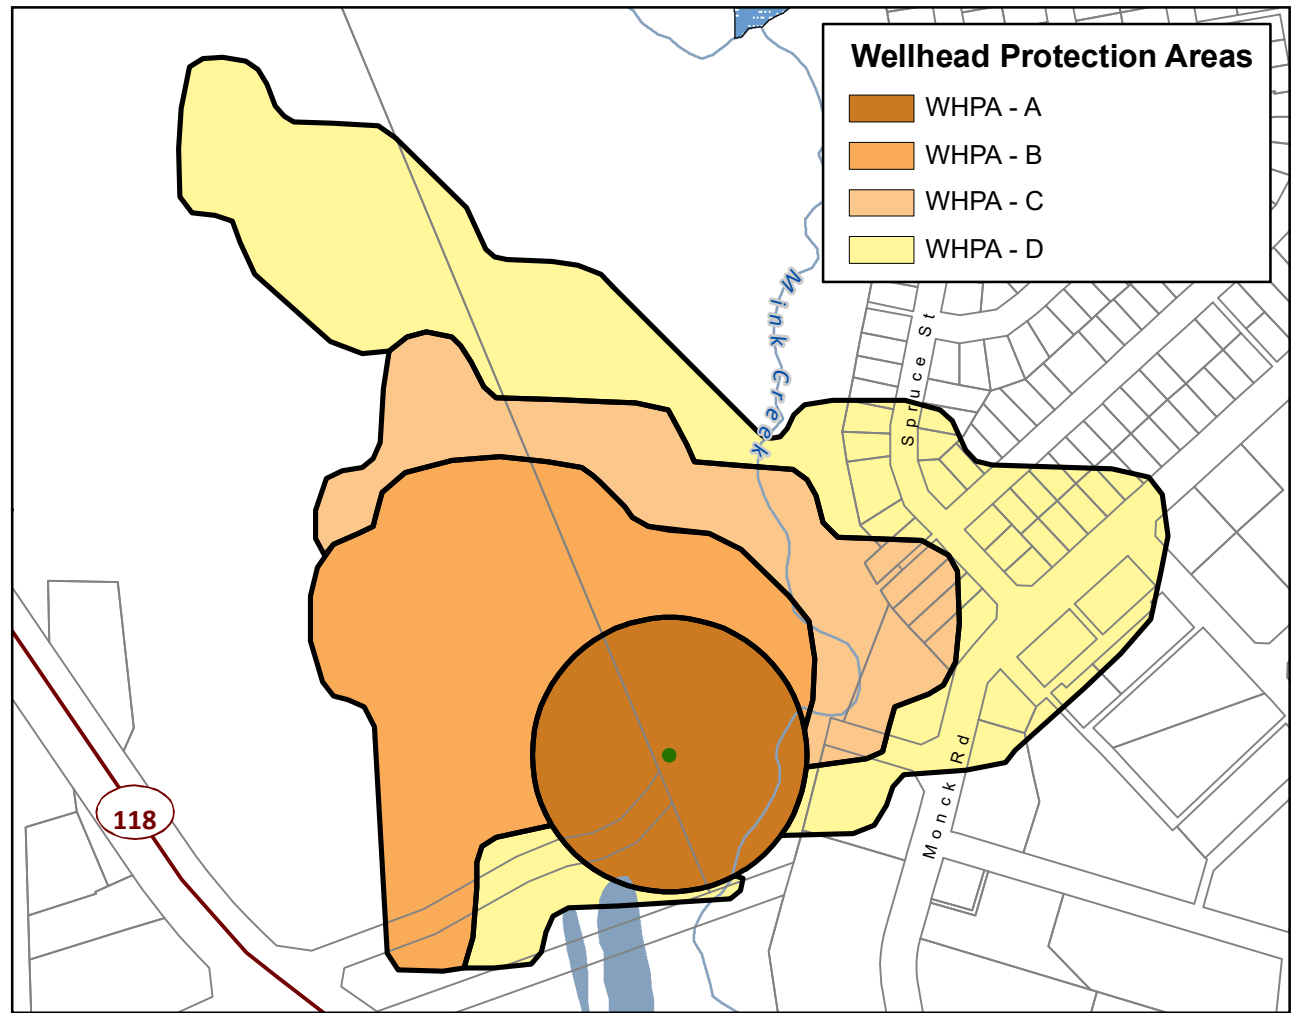 Wellhead Protection Areas
WHPA - A
WHPA - B
WHPA - C
WHPA - D
Mink Creek
Spruce St
Monck Rd
118